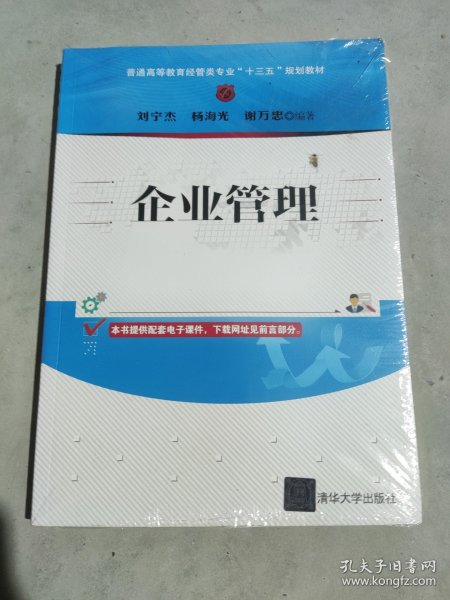 普通高等教育经管类专业“十三五”规划教材
刘宁杰 杨海光 谢万忠◎编著
企业管理
本书提供配套电子课件，下载网址见前言部分。
清华大学出版社
孔夫子旧书网
www.kongfz.com